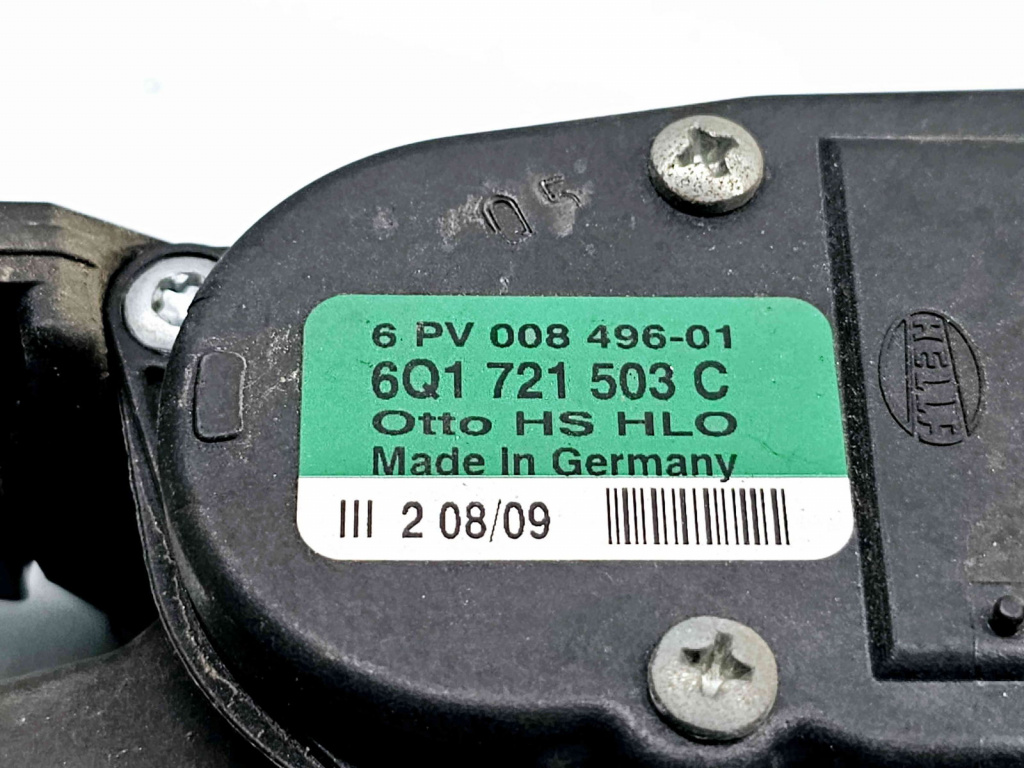 05
6 PV 008 496-01
6Q1 721 503 C
Otto HS HLO
Made In Germany
III 2 08/09
HELLA